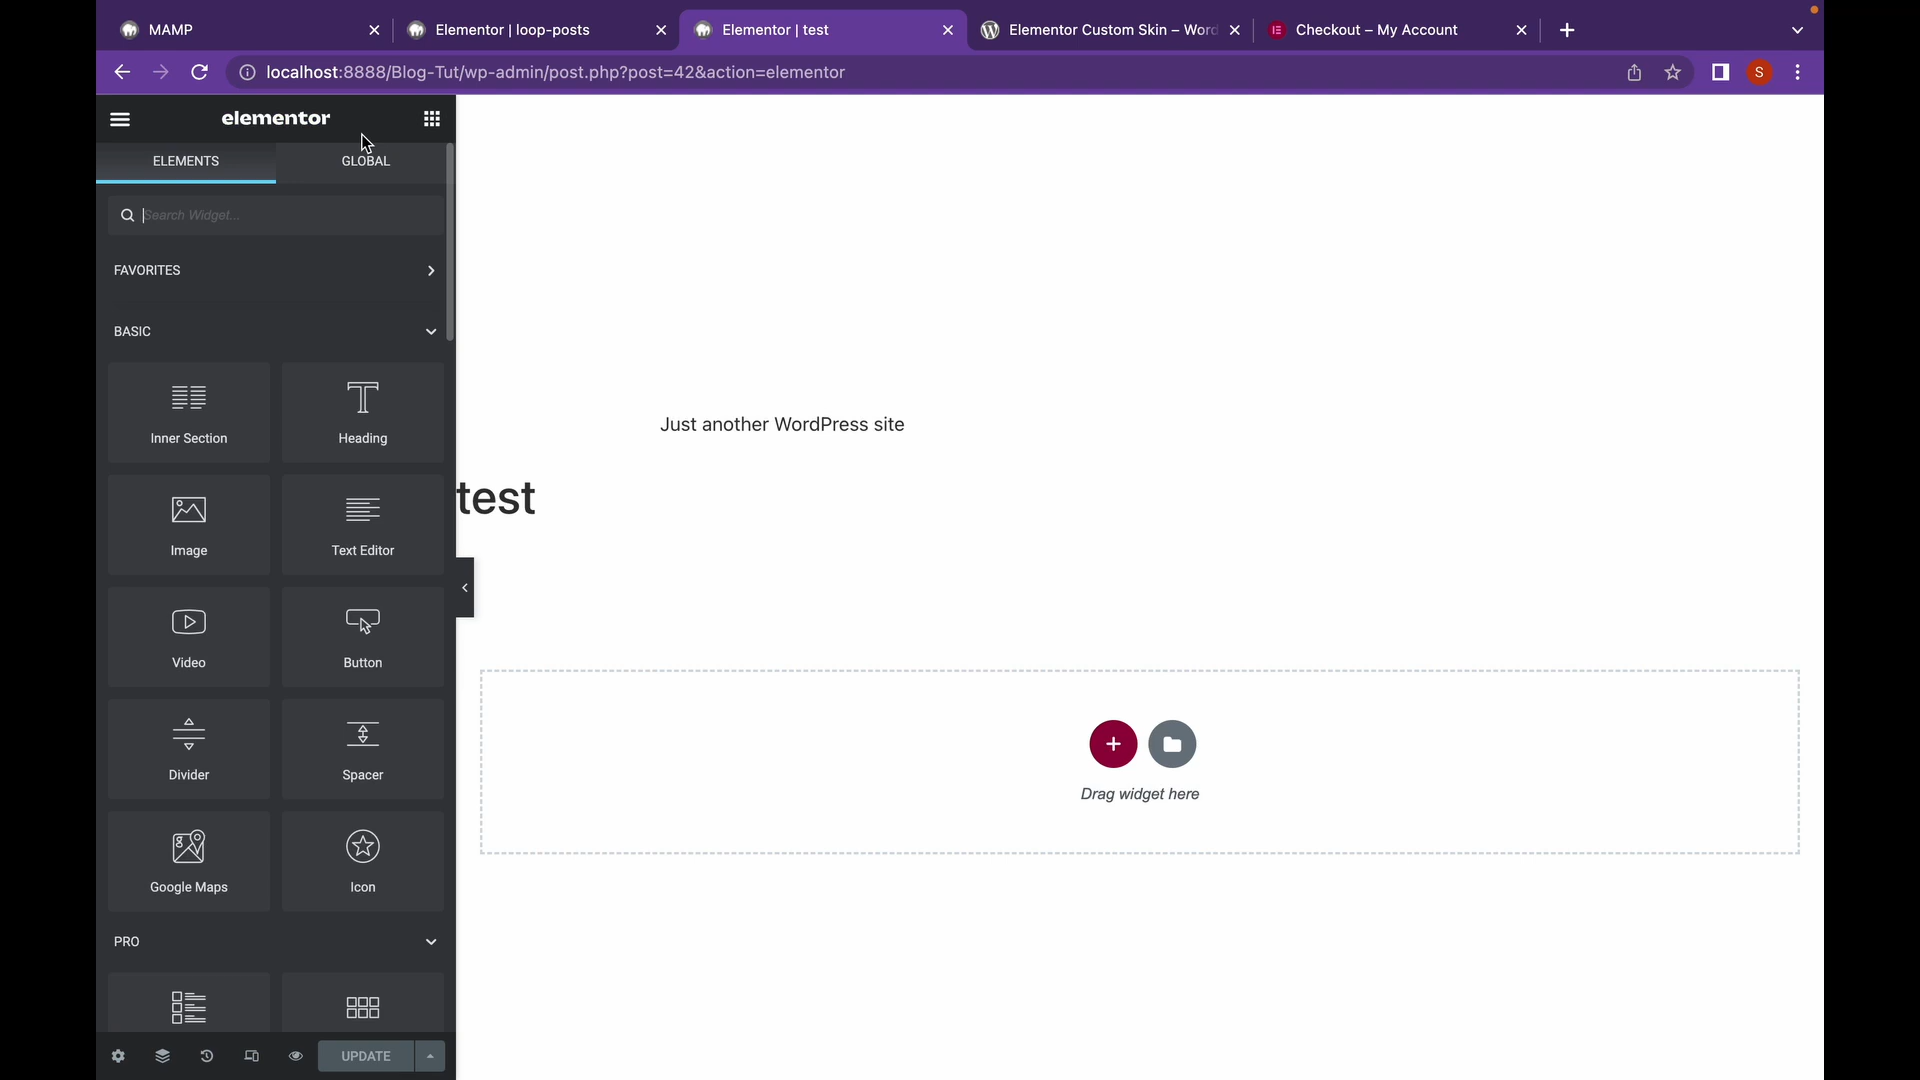 MAMP
Elementor | loop-posts
Elementor | test
Elementor Custom Skin – Word
Checkout – My Account
localhost:8888/Blog-Tut/wp-admin/post.php?post=42&action=elementor
S
elementor
ELEMENTS
GLOBAL
Search Widget...
FAVORITES
BASIC
Inner Section
Heading
Image
Text Editor
Video
Button
Divider
Spacer
Google Maps
Icon
PRO
UPDATE
Just another WordPress site
test
Drag widget here